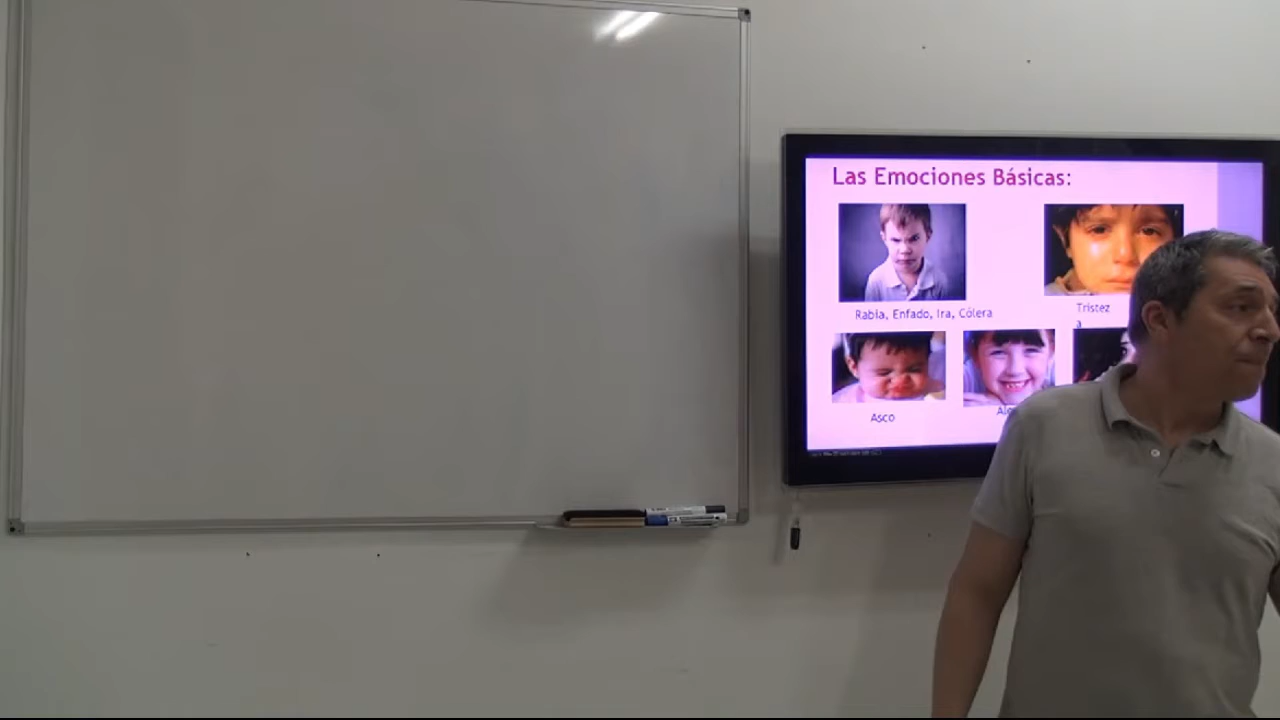 Las Emociones Básicas:
Rabia, Enfado, Ira, Cólera
Tristez
a
Asco